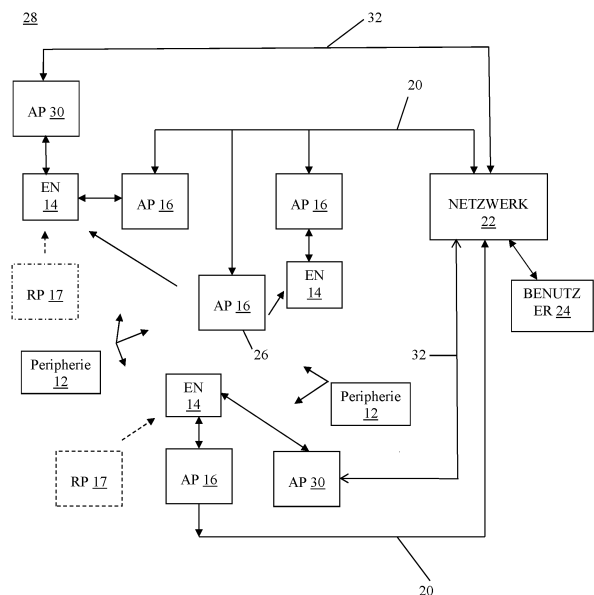 28
32
AP 30
20
EN
14
AP 16
AP 16
NETZWERK
22
RP 17
EN
14
AP 16
BENUTZ
ER 24
26
Peripherie
12
32
EN
14
Peripherie
12
RP 17
AP 16
AP 30
20